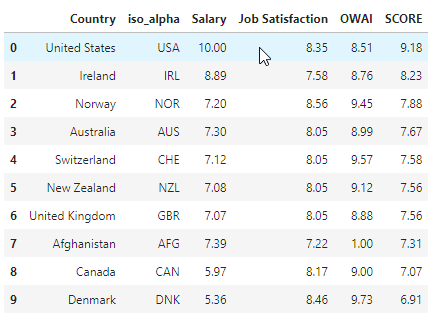 Country iso_alpha Salary Job Satisfaction OWAI SCORE
0 United States USA 10.00 8.35 8.51 9.18
1 Ireland IRL 8.89 7.58 8.76 8.23
2 Norway NOR 7.20 8.56 9.45 7.88
3 Australia AUS 7.30 8.05 8.99 7.67
4 Switzerland CHE 7.12 8.05 9.57 7.58
5 New Zealand NZL 7.08 8.05 9.12 7.56
6 United Kingdom GBR 7.07 8.05 8.88 7.56
7 Afghanistan AFG 7.39 7.22 1.00 7.31
8 Canada CAN 5.97 8.17 9.00 7.07
9 Denmark DNK 5.36 8.46 9.73 6.91